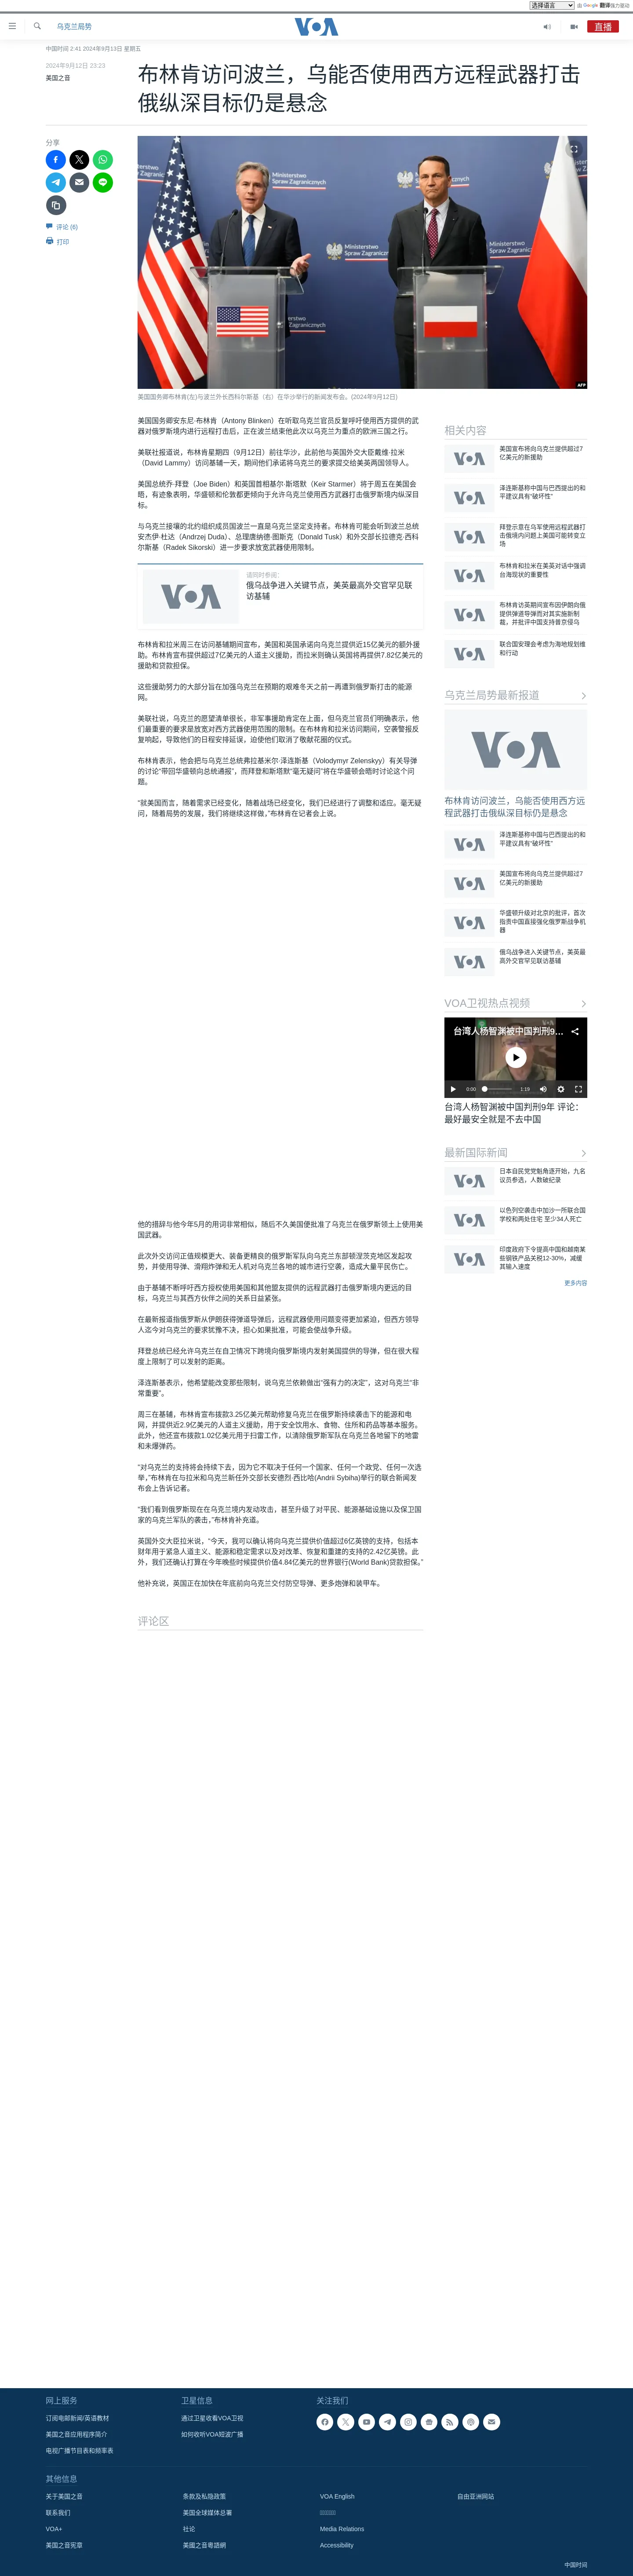 选择语言 由 Google 翻译强力驱动
乌克兰局势
VOA
直播
中国时间 2:41 2024年9月13日 星期五
2024年9月12日 23:23
美国之音
布林肯访问波兰，乌能否使用西方远程武器打击
俄纵深目标仍是悬念
分享
评论 (6)
打印
Ministerstwo
Spraw Zagranicznych
AFP
美国国务卿布林肯(左)与波兰外长西科尔斯基（右）在华沙举行的新闻发布会。(2024年9月12日)
美国国务卿安东尼·布林肯（Antony Blinken）在听取乌克兰官员反复呼吁使用西方提供的武
器对俄罗斯境内进行远程打击后，正在波兰结束他此次以乌克兰为重点的欧洲三国之行。
美联社报道说，布林肯星期四（9月12日）前往华沙，此前他与英国外交大臣戴维·拉米
（David Lammy）访问基辅一天，期间他们承诺将乌克兰的要求提交给美英两国领导人。
美国总统乔·拜登（Joe Biden）和英国首相基尔·斯塔默（Keir Starmer）将于周五在美国会
晤，有迹象表明，华盛顿和伦敦都更倾向于允许乌克兰使用西方武器打击俄罗斯境内纵深目
标。
与乌克兰接壤的北约组织成员国波兰一直是乌克兰坚定支持者。布林肯可能会听到波兰总统
安杰伊·杜达（Andrzej Duda）、总理唐纳德·图斯克（Donald Tusk）和外交部长拉德克·西科
尔斯基（Radek Sikorski）进一步要求放宽武器使用限制。
VOA
请同时参阅：
俄乌战争进入关键节点，美英最高外交官罕见联
访基辅
布林肯和拉米周三在访问基辅期间宣布，美国和英国承诺向乌克兰提供近15亿美元的额外援
助。布林肯宣布提供超过7亿美元的人道主义援助，而拉米则确认英国将再提供7.82亿美元的
援助和贷款担保。
这些援助努力的大部分旨在加强乌克兰在预期的艰难冬天之前一再遭到俄罗斯打击的能源
网。
美联社说，乌克兰的愿望清单很长，非军事援助肯定在上面，但乌克兰官员们明确表示，他
们最重要的要求是放宽对西方武器使用范围的限制。在布林肯和拉米访问期间，空袭警报反
复响起，导致他们的日程安排延误，迫使他们取消了敬献花圈的仪式。
布林肯表示，他会把与乌克兰总统弗拉基米尔·泽连斯基（Volodymyr Zelenskyy）有关导弹
的讨论"带回华盛顿向总统通报"，而拜登和斯塔默"毫无疑问"将在华盛顿会晤时讨论这个问
题。
"就美国而言，随着需求已经变化，随着战场已经变化，我们已经进行了调整和适应。毫无疑
问，随着局势的发展，我们将继续这样做，"布林肯在记者会上说。
他的措辞与他今年5月的用词非常相似，随后不久美国便批准了乌克兰在俄罗斯领土上使用美
国武器。
此次外交访问正值规模更大、装备更精良的俄罗斯军队向乌克兰东部顿涅茨克地区发起攻
势，并使用导弹、滑翔炸弹和无人机对乌克兰各地的城市进行空袭，造成大量平民伤亡。
由于基辅不断呼吁西方授权使用美国和其他盟友提供的远程武器打击俄罗斯境内更远的目
标，乌克兰与其西方伙伴之间的关系日益紧张。
在最新报道指俄罗斯从伊朗获得弹道导弹后，远程武器使用问题变得更加紧迫，但西方领导
人迄今对乌克兰的要求犹豫不决，担心如果批准，可能会使战争升级。
拜登总统已经允许乌克兰在自卫情况下跨境向俄罗斯境内发射美国提供的导弹，但在很大程
度上限制了可以发射的距离。
泽连斯基表示，他希望能改变那些限制，说乌克兰依赖做出"强有力的决定"，这对乌克兰"非
常重要"。
周三在基辅，布林肯宣布拨款3.25亿美元帮助修复乌克兰在俄罗斯持续袭击下的能源和电
网，并提供近2.9亿美元的人道主义援助，用于安全饮用水、食物、住所和药品等基本服务。
此外，他还宣布拨款1.02亿美元用于扫雷工作，以清除俄罗斯军队在乌克兰各地留下的地雷
和未爆弹药。
"对乌克兰的支持将会持续下去，因为它不取决于任何一个国家、任何一个政党、任何一次选
举，"布林肯在与拉米和乌克兰新任外交部长安德烈·西比哈(Andrii Sybiha)举行的联合新闻发
布会上告诉记者。
"我们看到俄罗斯现在在乌克兰境内发动攻击，甚至升级了对平民、能源基础设施以及保卫国
家的乌克兰军队的袭击，"布林肯补充道。
英国外交大臣拉米说，"今天，我可以确认将向乌克兰提供价值超过6亿英镑的支持，包括本
财年用于紧急人道主义、能源和稳定需求以及对改革、恢复和重建的支持的2.42亿英镑。此
外，我们还确认打算在今年晚些时候提供价值4.84亿美元的世界银行(World Bank)贷款担保。"
他补充说，英国正在加快在年底前向乌克兰交付防空导弹、更多炮弹和装甲车。
评论区
相关内容
美国宣布将向乌克兰提供超过7
亿美元的新援助
泽连斯基称中国与巴西提出的和
平建议具有"破坏性"
拜登示意在乌军使用远程武器打
击俄境内问题上美国可能转变立
场
布林肯和拉米在美英对话中强调
台海现状的重要性
布林肯访英期间宣布因伊朗向俄
提供弹道导弹而对其实施新制
裁，并批评中国支持普京侵乌
联合国安理会考虑为海地规划维
和行动
乌克兰局势最新报道
VOA
布林肯访问波兰，乌能否使用西方远
程武器打击俄纵深目标仍是悬念
泽连斯基称中国与巴西提出的和
平建议具有"破坏性"
美国宣布将向乌克兰提供超过7
亿美元的新援助
华盛顿升级对北京的批评，首次
指责中国直接强化俄罗斯战争机
器
俄乌战争进入关键节点，美英最
高外交官罕见联访基辅
VOA卫视热点视频
台湾人杨智渊被中国判刑9...
0:00 1:19
台湾人杨智渊被中国判刑9年 评论：
最好最安全就是不去中国
最新国际新闻
日本自民党党魁角逐开始，九名
议员参选，人数破纪录
以色列空袭击中加沙一所联合国
学校和两处住宅 至少34人死亡
印度政府下令提高中国和越南某
些钢铁产品关税12-30%，减缓
其输入速度
更多内容
网上服务
订阅电邮新闻/英语教材
美国之音应用程序简介
电视广播节目表和频率表
卫星信息
通过卫星收看VOA卫视
如何收听VOA短波广播
关注我们
其他信息
关于美国之音
联系我们
VOA+
美国之音宪章
条款及私隐政策
美国全球媒体总署
社论
美國之音粵語網
VOA English
Media Relations
Accessibility
自由亚洲网站
中国时间